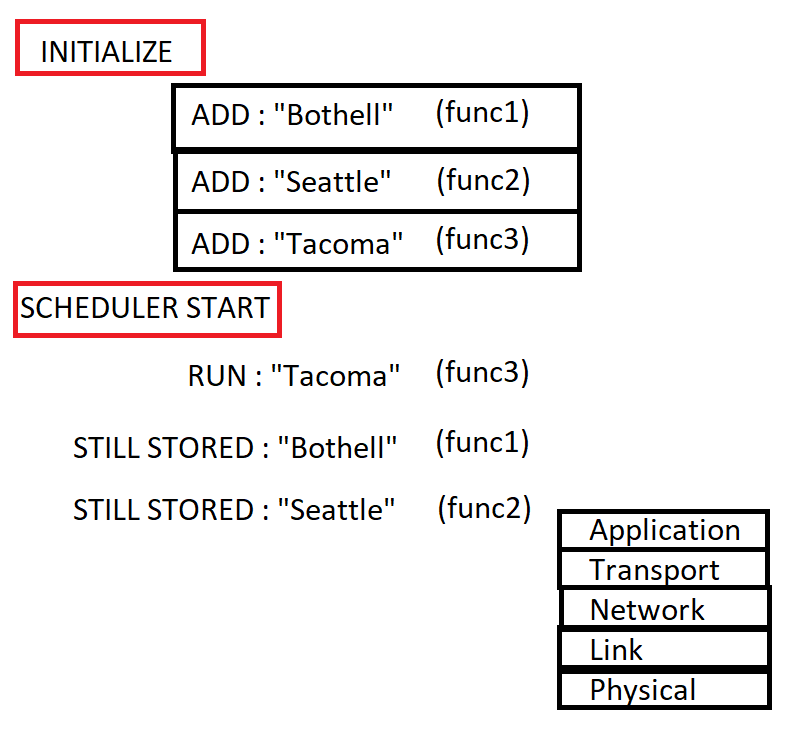 INITIALIZE
ADD : "Bothell" (func1)
ADD : "Seattle" (func2)
ADD : "Tacoma" (func3)
SCHEDULER START
RUN : "Tacoma" (func3)
STILL STORED : "Bothell" (func1)
STILL STORED : "Seattle" (func2)
Application
Transport
Network
Link
Physical